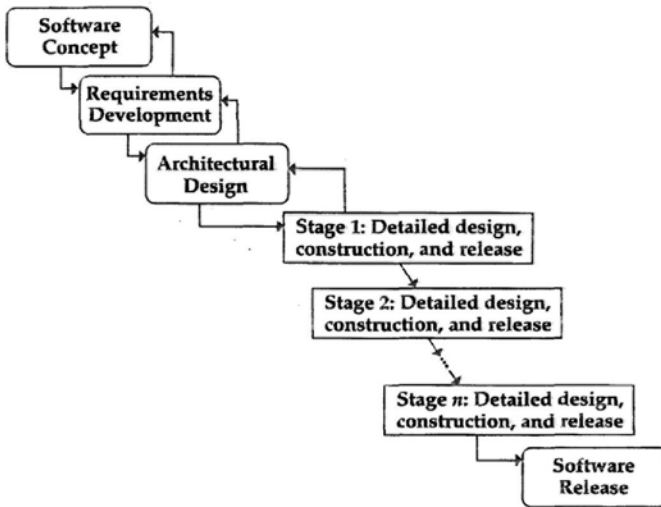 Software
Concept
Requirements
Development
Architectural
Design
Stage 1: Detailed design,
construction, and release
Stage 2: Detailed design,
construction, and release
Stage n: Detailed design,
construction, and release
Software
Release